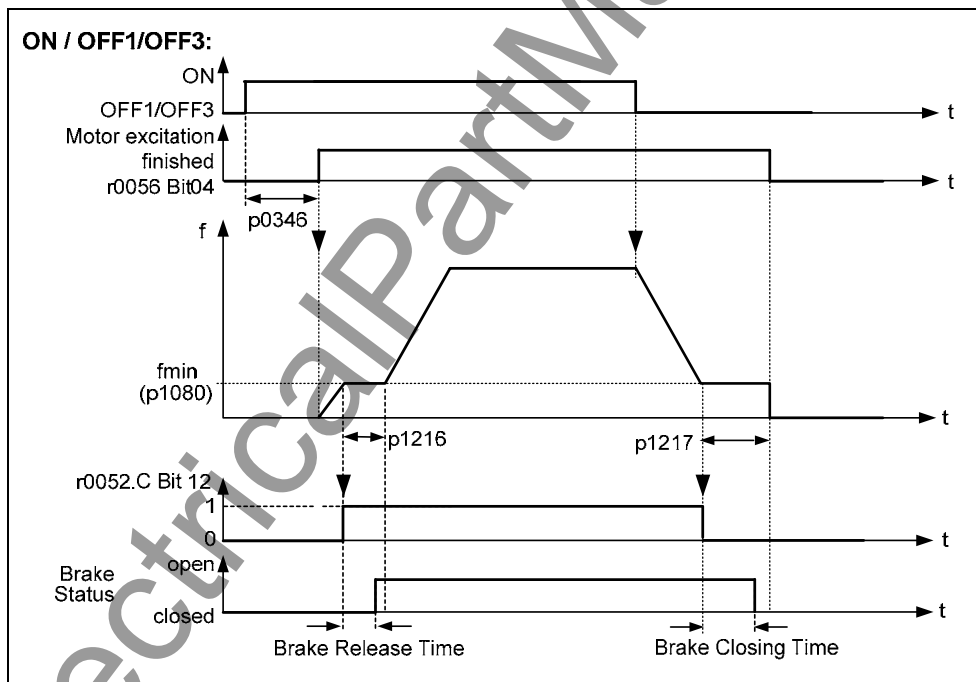 ON / OFF1/OFF3:
ON
OFF1/OFF3
t
Motor excitation
finished
r0056 Bit04
t
p0346
f
fmin
(p1080)
t
p1216
p1217
r0052.C Bit 12
1
0
t
Brake
Status
open
closed
t
Brake Release Time
Brake Closing Time